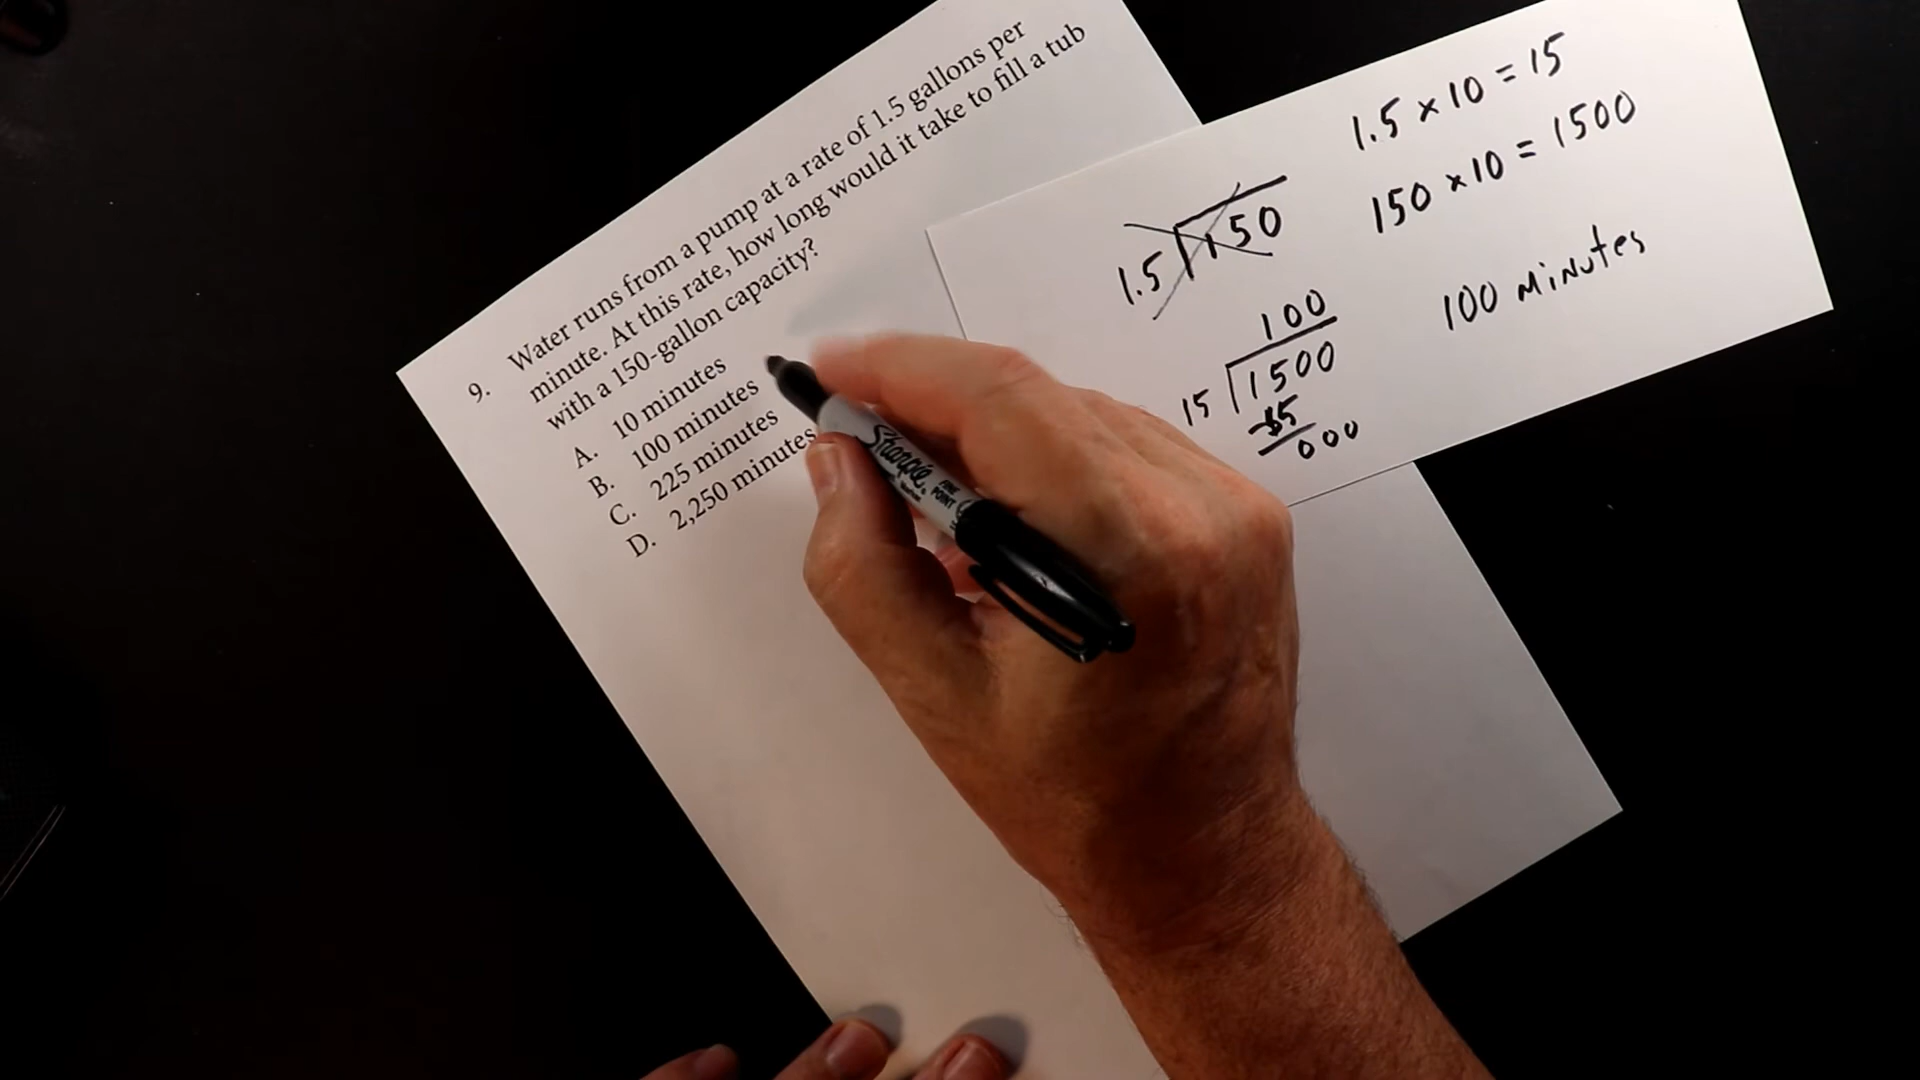 9. Water runs from a pump at a rate of 1.5 gallons per
minute. At this rate, how long would it take to fill a tub
with a 150-gallon capacity?
A. 10 minutes
B. 100 minutes
C. 225 minutes
D. 2,250 minutes
1.5 x 10 = 15
150 x 10 = 1500
1.5 150
100 minutes
100
15 1500
-15
000
Sharpie
FINE
POINT